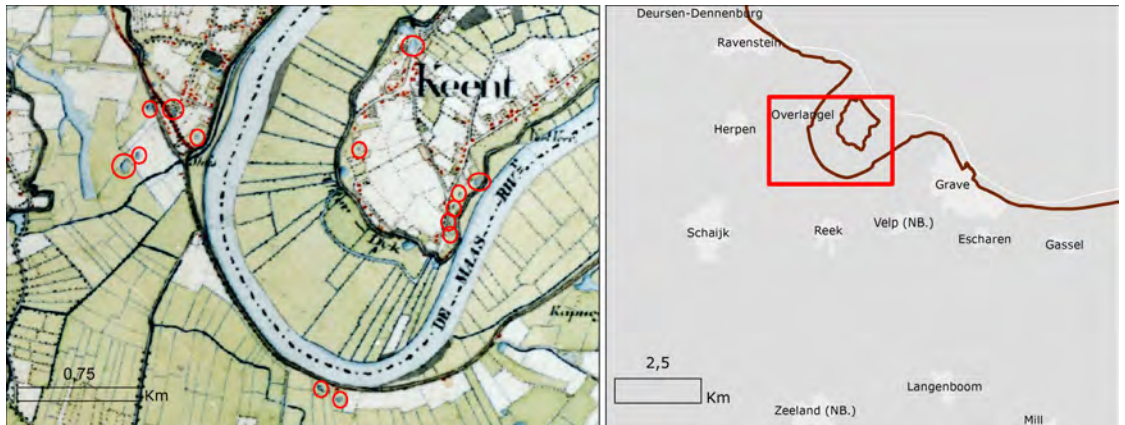 Keent
Dijk
DE MAAS RIV.
0,75
Km
Deursen-Dennenburg
Ravenstein
Overlangel
Herpen
Grave
Velp (NB.)
Schaijk
Reek
Escharen
Gassel
2,5
Km
Langenboom
Zeeland (NB.)
Mill